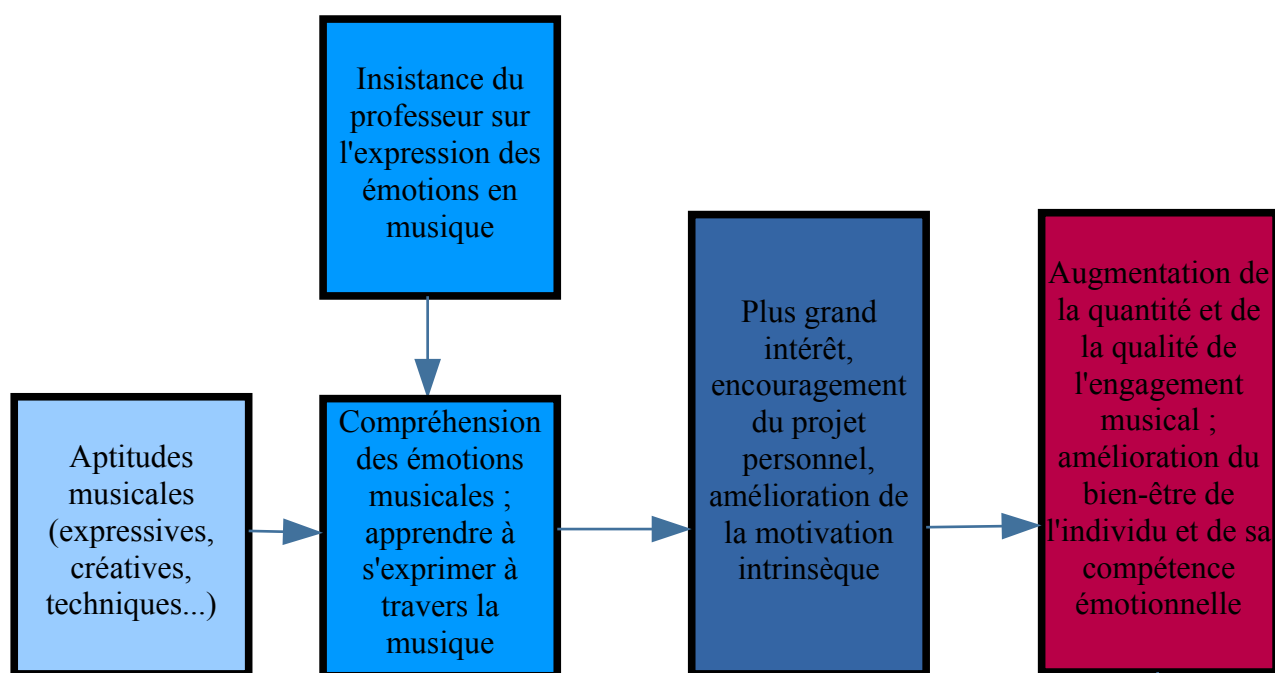 Insistance du
professeur sur
l'expression des
émotions en
musique
Aptitudes
musicales
(expressives,
créatives,
techniques...)
Compréhension
des émotions
musicales ;
apprendre à
s'exprimer à
travers la
musique
Plus grand
intérêt,
encouragement
du projet
personnel,
amélioration de
la motivation
intrinsèque
Augmentation de
la quantité et de
la qualité de
l'engagement
musical ;
amélioration du
bien-être de
l'individu et de sa
compétence
émotionnelle